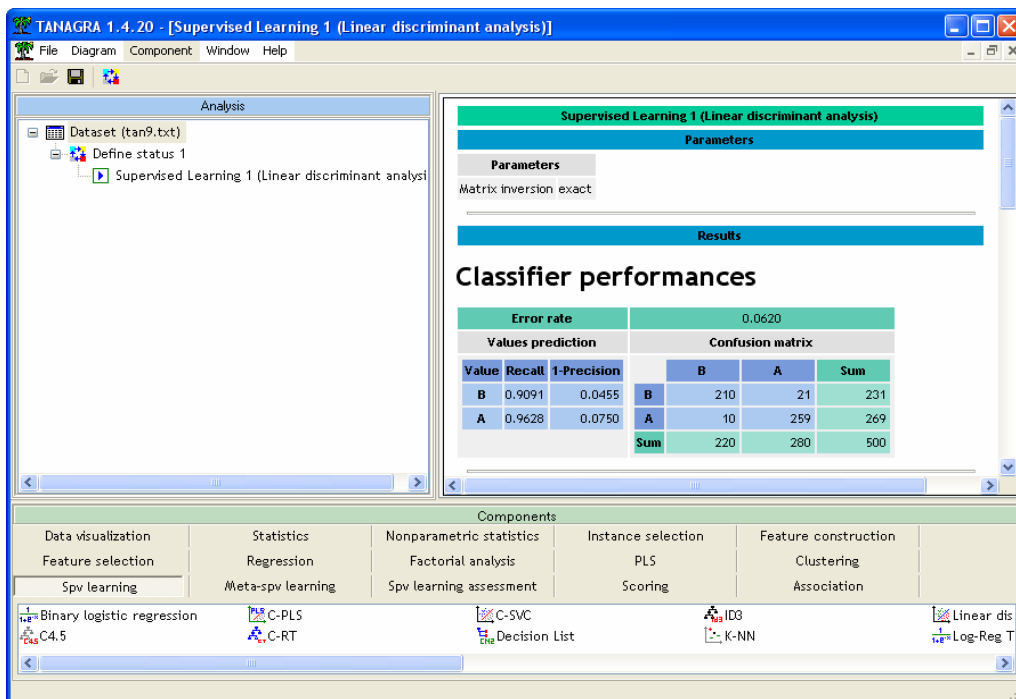 TANAGRA 1.4.20 - [Supervised Learning 1 (Linear discriminant analysis)]
File Diagram Component Window Help
Analysis
Dataset (tan9.txt)
Define status 1
Supervised Learning 1 (Linear discriminant analysi
Supervised Learning 1 (Linear discriminant analysis)
Parameters
Parameters
Matrix inversion exact
Results
Classifier performances
Error rate 0.0620
Values prediction Confusion matrix
Value Recall 1-Precision B A Sum
B 0.9091 0.0455 B 210 21 231
A 0.9628 0.0750 A 10 259 269
Sum 220 280 500
Components
Data visualization Statistics Nonparametric statistics Instance selection Feature construction
Feature selection Regression Factorial analysis PLS Clustering
Spv learning Meta-spv learning Spv learning assessment Scoring Association
Binary logistic regression C-PLS C-SVC ID3 Linear dis
C4.5 C-RT Decision List K-NN Log-Reg T